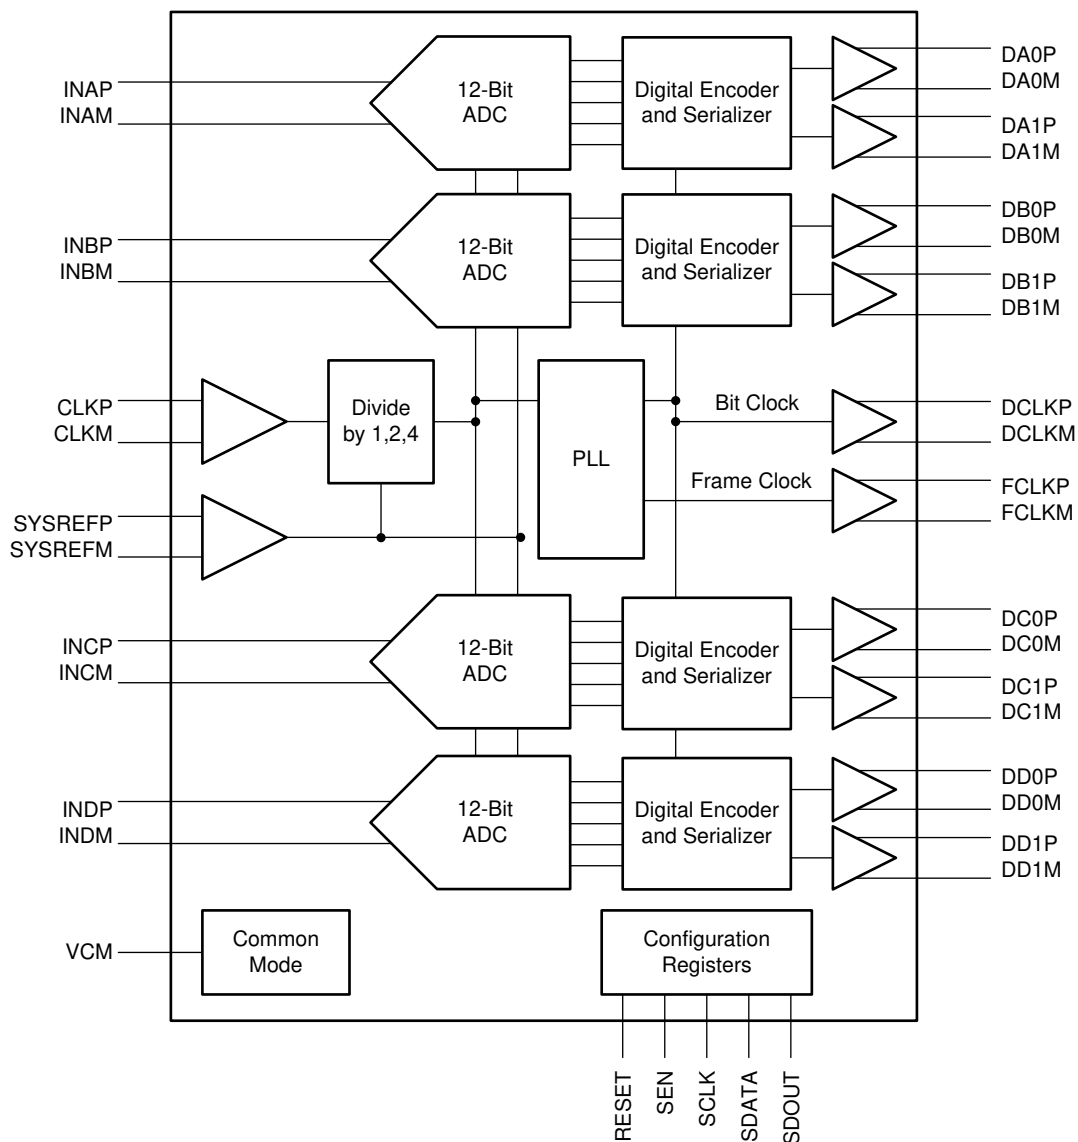 INAP
INAM
12-Bit
ADC
Digital Encoder
and Serializer
DA0P
DA0M
DA1P
DA1M
INBP
INBM
12-Bit
ADC
Digital Encoder
and Serializer
DB0P
DB0M
DB1P
DB1M
CLKP
CLKM
Divide
by 1,2,4
PLL
Bit Clock
DCLKP
DCLKM
SYSREFP
SYSREFM
Frame Clock
FCLKP
FCLKM
INCP
INCM
12-Bit
ADC
Digital Encoder
and Serializer
DC0P
DC0M
DC1P
DC1M
INDP
INDM
12-Bit
ADC
Digital Encoder
and Serializer
DD0P
DD0M
DD1P
DD1M
VCM
Common
Mode
Configuration
Registers
RESET
SEN
SCLK
SDATA
SDOUT